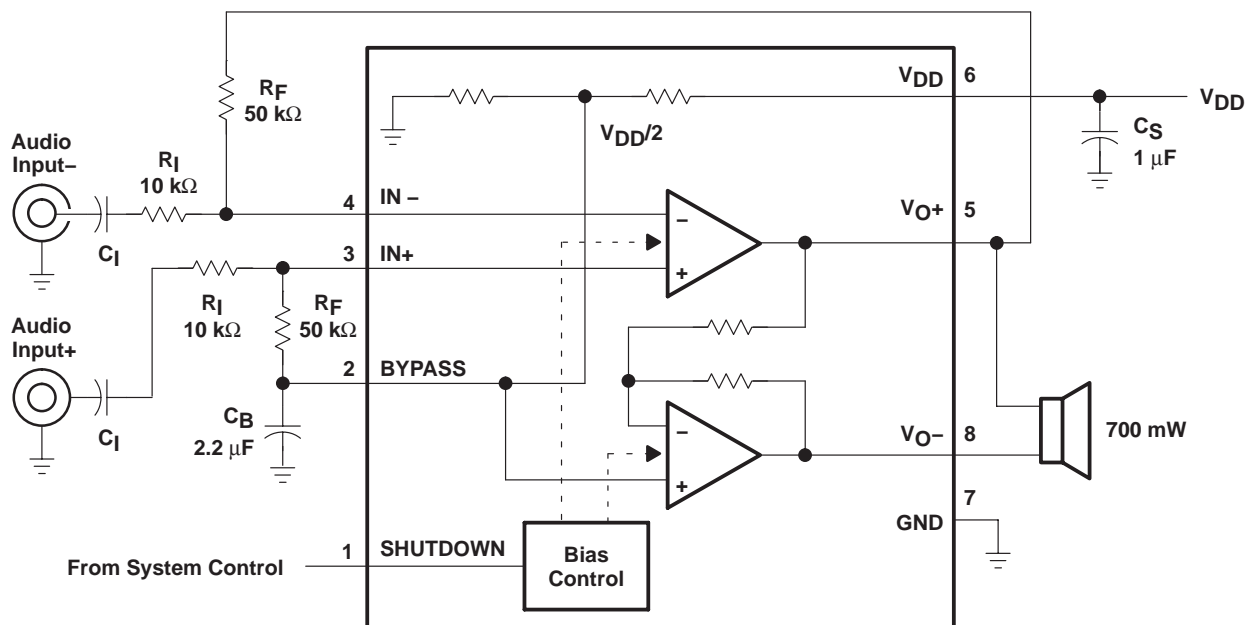 VDD
6
RF
50 kΩ
VDD
VDD/2
CS
1 µF
Audio
Input–
RI
10 kΩ
CI
4
IN –
–
+
VO+
5
3
IN+
RI
10 kΩ
RF
50 kΩ
Audio
Input+
CI
2
BYPASS
CB
2.2 µF
–
+
VO–
8
700 mW
7
GND
From System Control
1
SHUTDOWN
Bias
Control